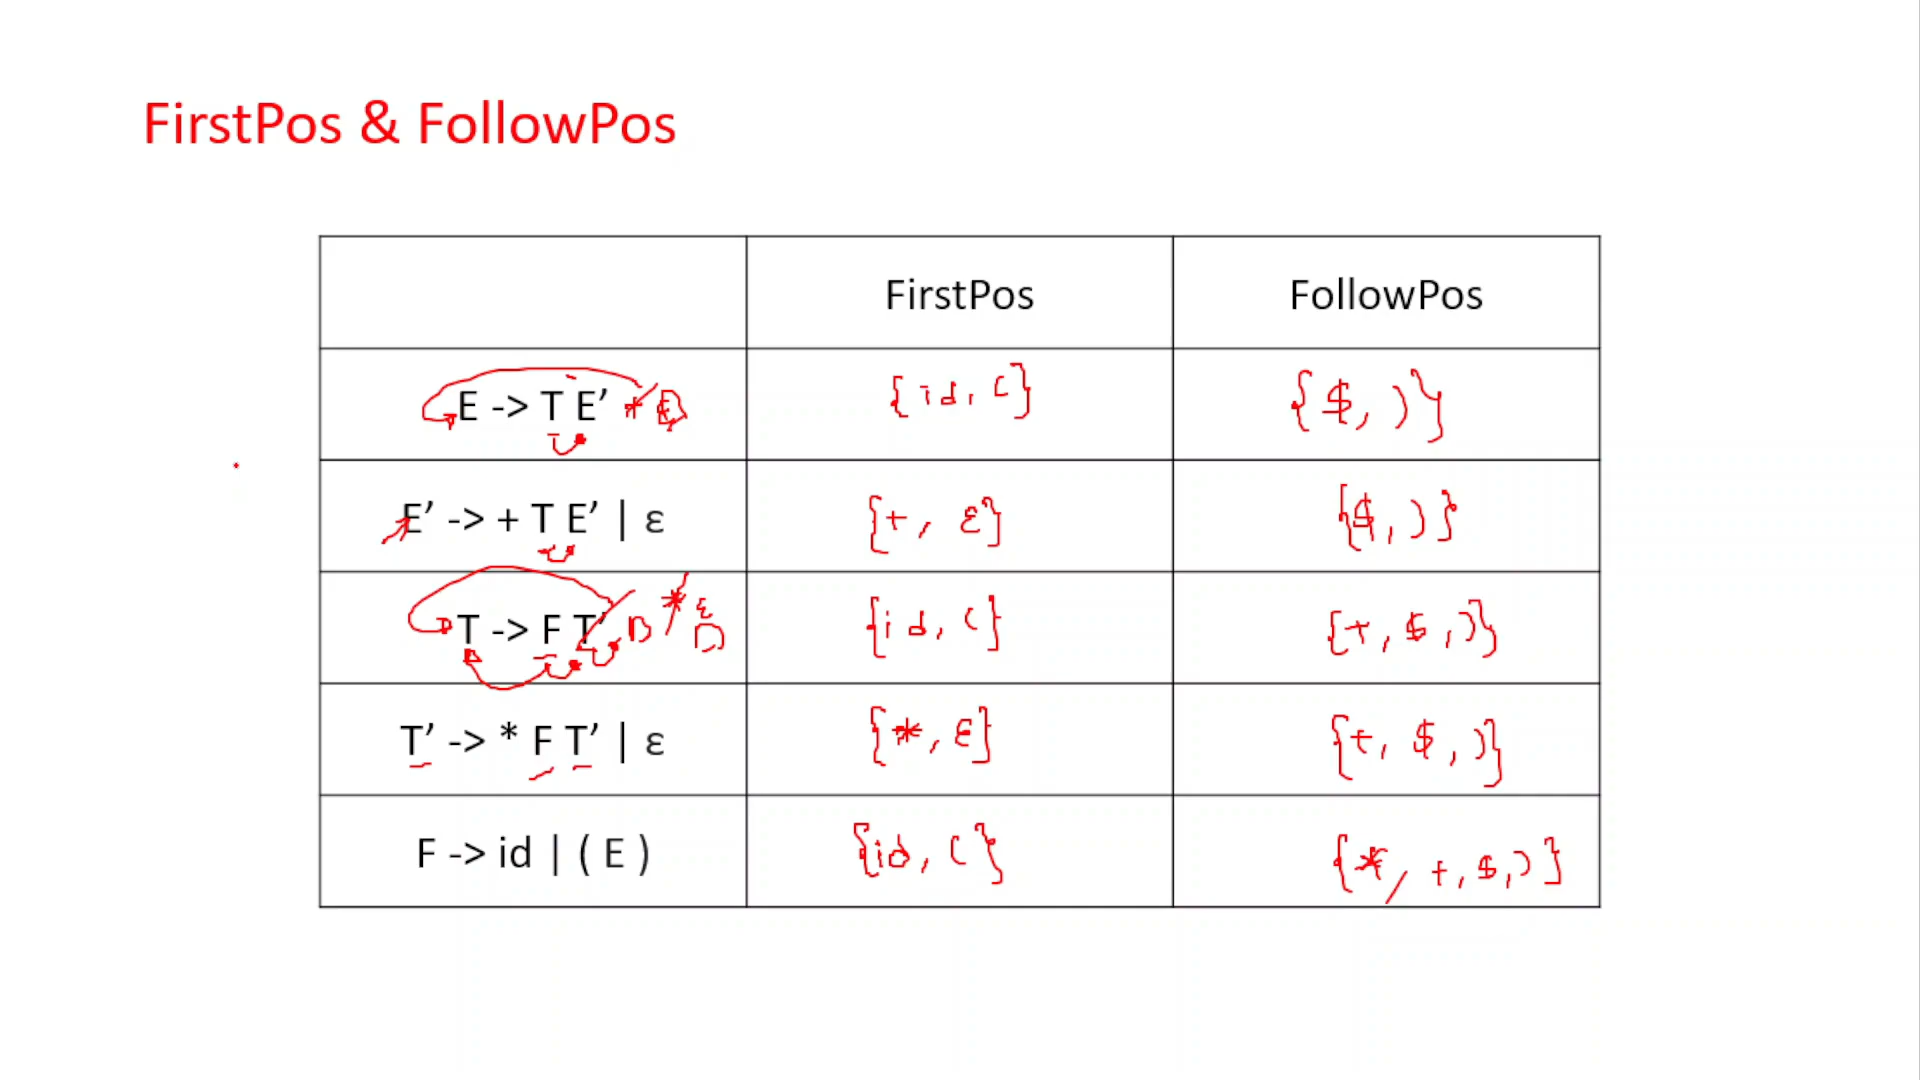 FirstPos & FollowPos
FirstPos FollowPos
E -> T E’ {id, (} {$, )}
E’ -> + T E’ | ε {+, ε} {$, )}
T -> F T’ {id, (} {+, $, )}
T’ -> * F T’ | ε {*, ε} {+, $, )}
F -> id | ( E ) {id, (} {*, +, $, )}